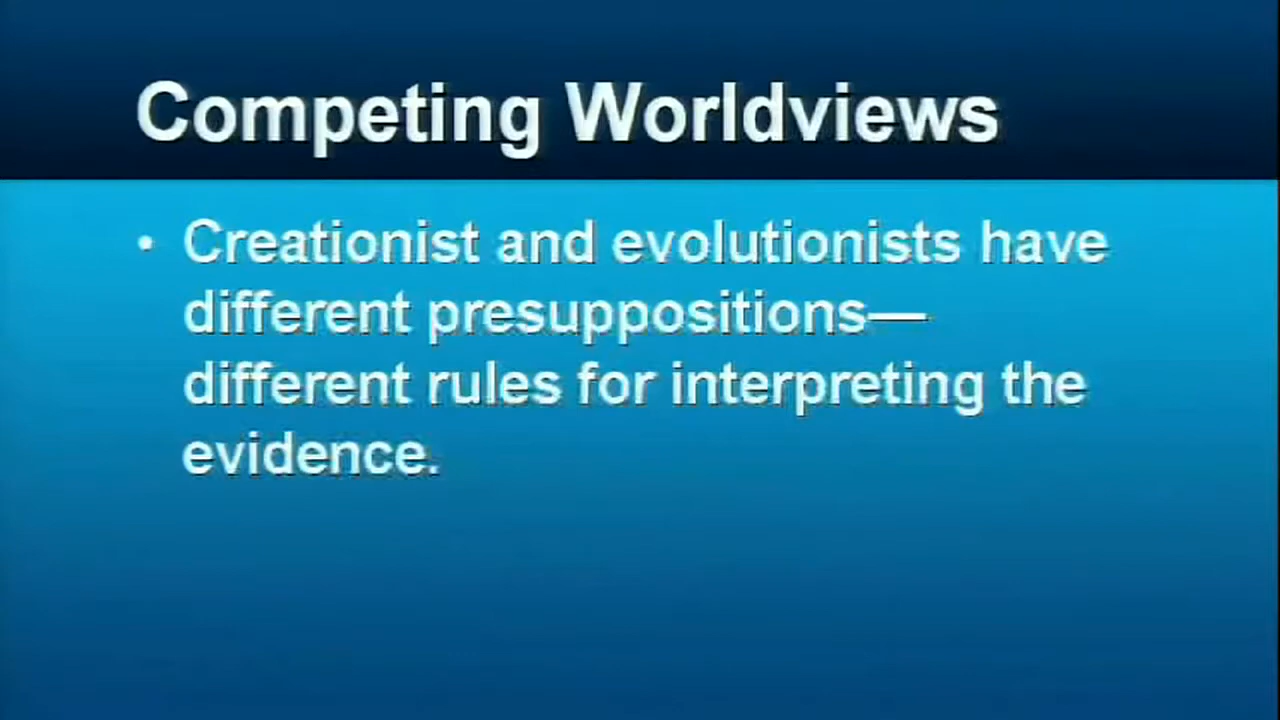 Competing Worldviews
• Creationist and evolutionists have
different presuppositions—
different rules for interpreting the
evidence.